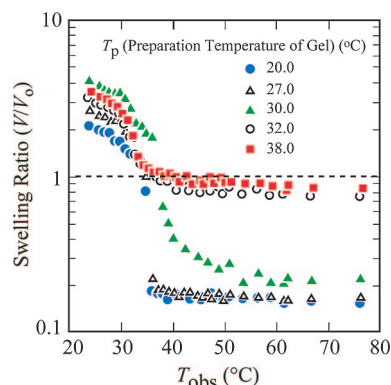 10
T_p (Preparation Temperature of Gel) (°C)
20.0
27.0
30.0
32.0
38.0
Swelling Ratio (V/V_o)
1
0.1
20 30 40 50 60 70 80
T_obs (°C)